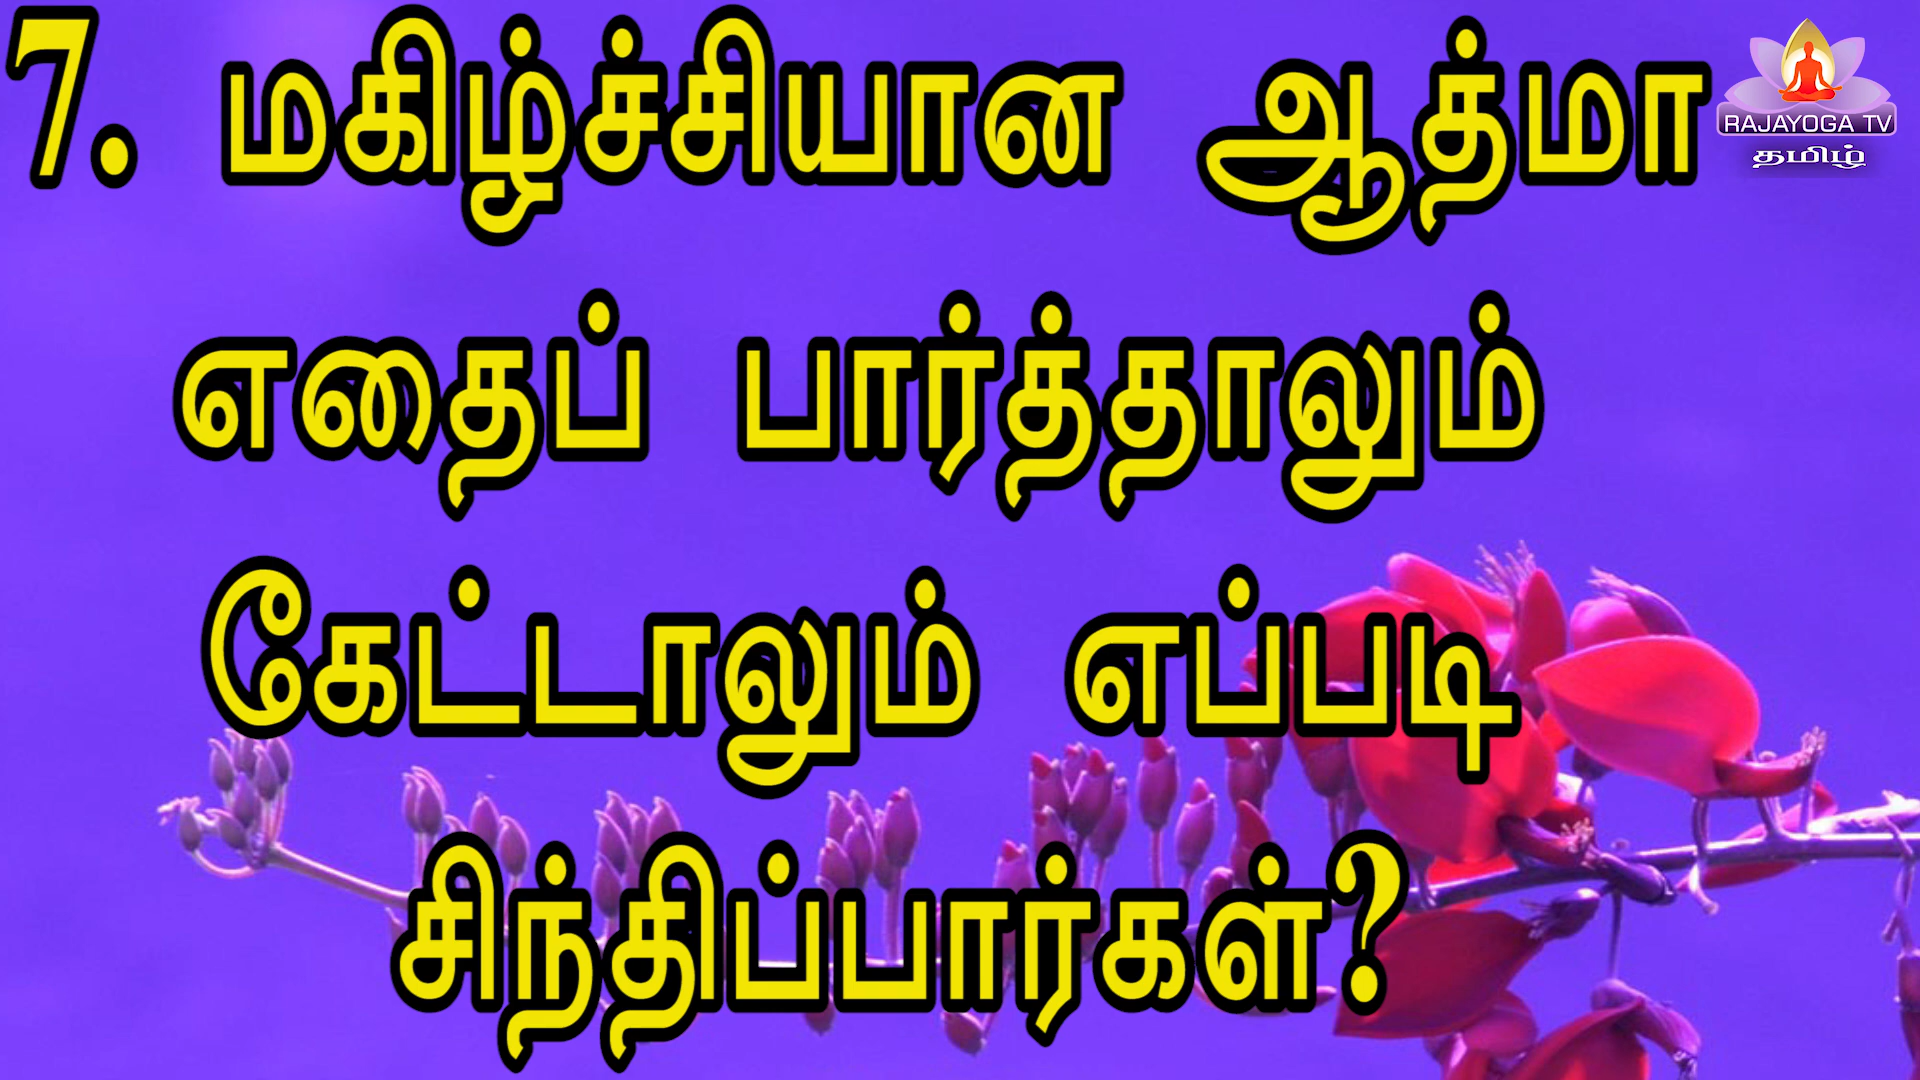 7. மகிழ்ச்சியான ஆத்மா
எதைப் பார்த்தாலும்
கேட்டாலும் எப்படி
சிந்திப்பார்கள்?
RAJAYOGA TV
தமிழ்